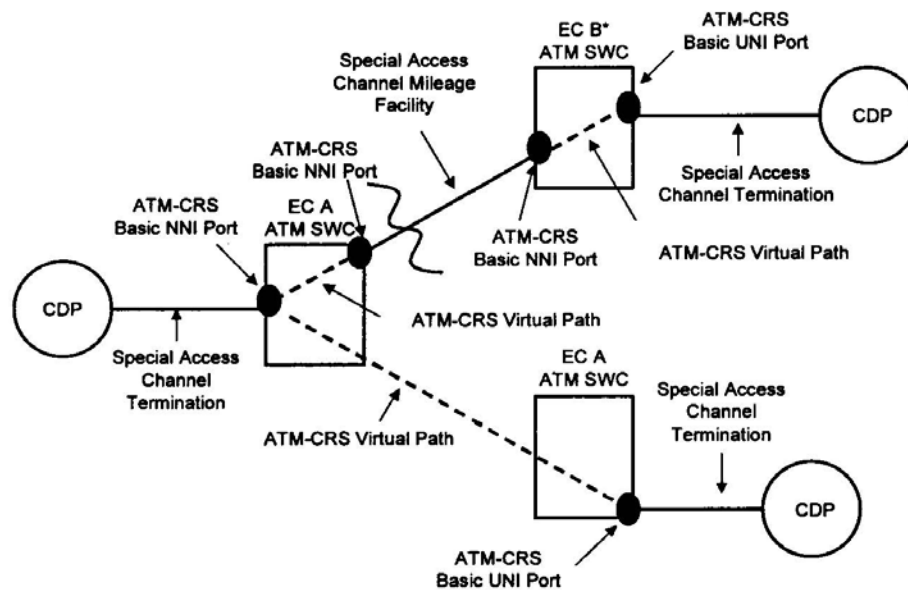 EC B*
ATM SWC
ATM-CRS
Basic UNI Port
Special Access
Channel Mileage
Facility
CDP
ATM-CRS
Basic NNI Port
Special Access
Channel Termination
ATM-CRS
Basic NNI Port
EC A
ATM SWC
ATM-CRS
Basic NNI Port
ATM-CRS Virtual Path
CDP
ATM-CRS Virtual Path
Special Access
Channel
Termination
EC A
ATM SWC
Special Access
Channel
Termination
ATM-CRS Virtual Path
CDP
ATM-CRS
Basic UNI Port